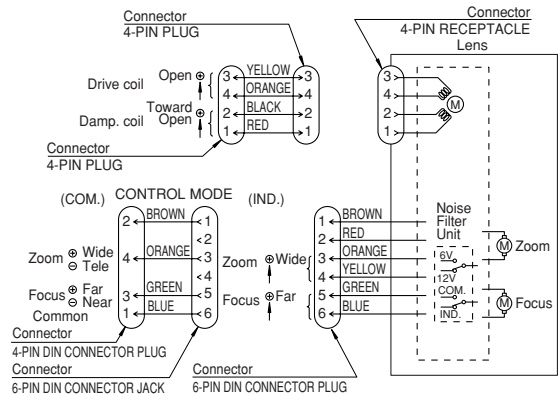 Connector
4-PIN PLUG
Connector
4-PIN RECEPTACLE
Lens
Drive coil
Open ⊕
3 YELLOW 3
4 ORANGE 4
Damp. coil
Toward
Open ⊕
2 BLACK 2
1 RED 1
Connector
4-PIN PLUG
3
4
2
1
M
(COM.) CONTROL MODE (IND.)
2 BROWN 1
2
Zoom ⊕ Wide
⊖ Tele
4 ORANGE 3
4
Focus ⊕ Far
⊖ Near
Common
3 GREEN 5
1 BLUE 6
Connector
4-PIN DIN CONNECTOR PLUG
Connector
6-PIN DIN CONNECTOR JACK
1 BROWN
2 RED
Zoom ⊕ Wide
3 ORANGE
4 YELLOW
Focus ⊕ Far
5 GREEN
6 BLUE
Connector
6-PIN DIN CONNECTOR PLUG
Noise
Filter
Unit
6V
12V
COM.
IND.
M Zoom
M Focus